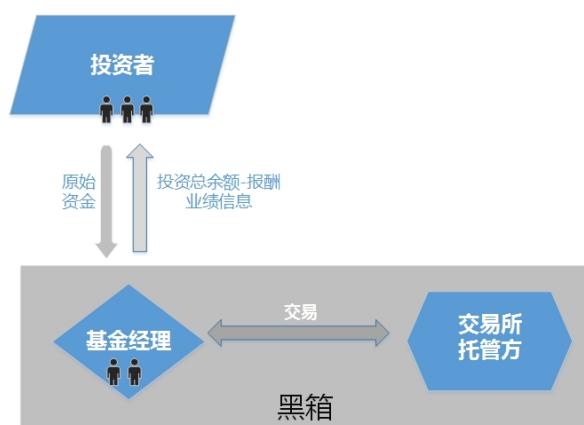 投资者
原始
资金
投资总余额-报酬
业绩信息
基金经理
交易
交易所
托管方
黑箱